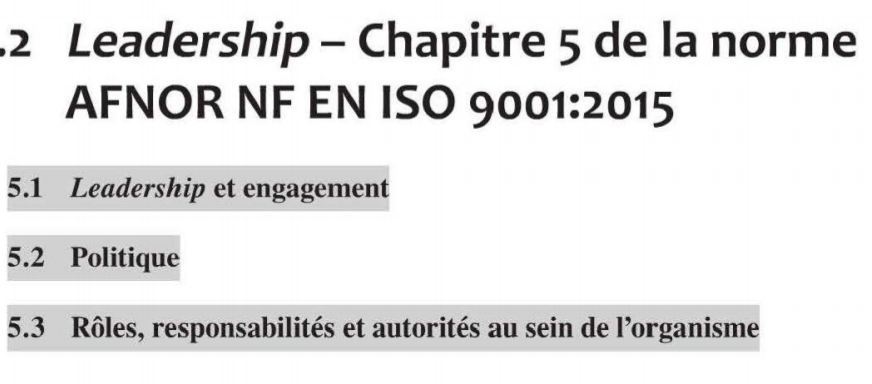 .2 Leadership – Chapitre 5 de la norme
AFNOR NF EN ISO 9001:2015
5.1 Leadership et engagement
5.2 Politique
5.3 Rôles, responsabilités et autorités au sein de l’organisme